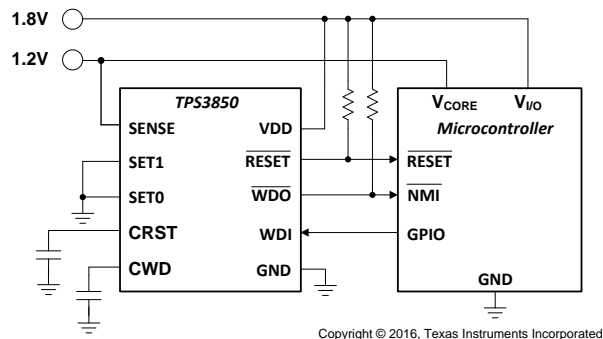 1.8V
1.2V
TPS3850
SENSE
SET1
SET0
CRST
CWD
VDD
RESET
WDO
WDI
GND
VCORE
VI/O
Microcontroller
RESET
NMI
GPIO
GND
Copyright © 2016, Texas Instruments Incorporated